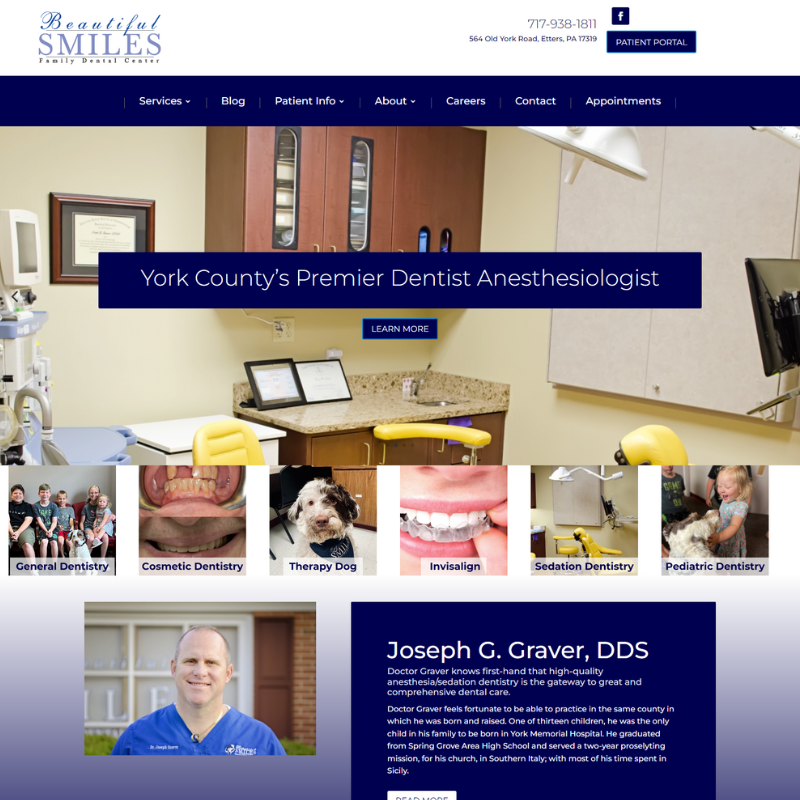 Beautiful
SMILES
Family Dental Center
717-938-1811
564 Old York Road, Etters, PA 17319
PATIENT PORTAL
Services
Blog
Patient Info
About
Careers
Contact
Appointments
York County's Premier Dentist Anesthesiologist
LEARN MORE
General Dentistry
Cosmetic Dentistry
Therapy Dog
Invisalign
Sedation Dentistry
Pediatric Dentistry
Joseph G. Graver, DDS
Doctor Graver knows first-hand that high-quality
anesthesia/sedation dentistry is the gateway to great and
comprehensive dental care.
Doctor Graver feels fortunate to be able to practice in the same county in
which he was born and raised. One of thirteen children, he was the only
child in his family to be born in York Memorial Hospital. He graduated
from Spring Grove Area High School and served a two-year proselyting
mission, for his church, in Southern Italy; with most of his time spent in
Sicily.
READ MORE